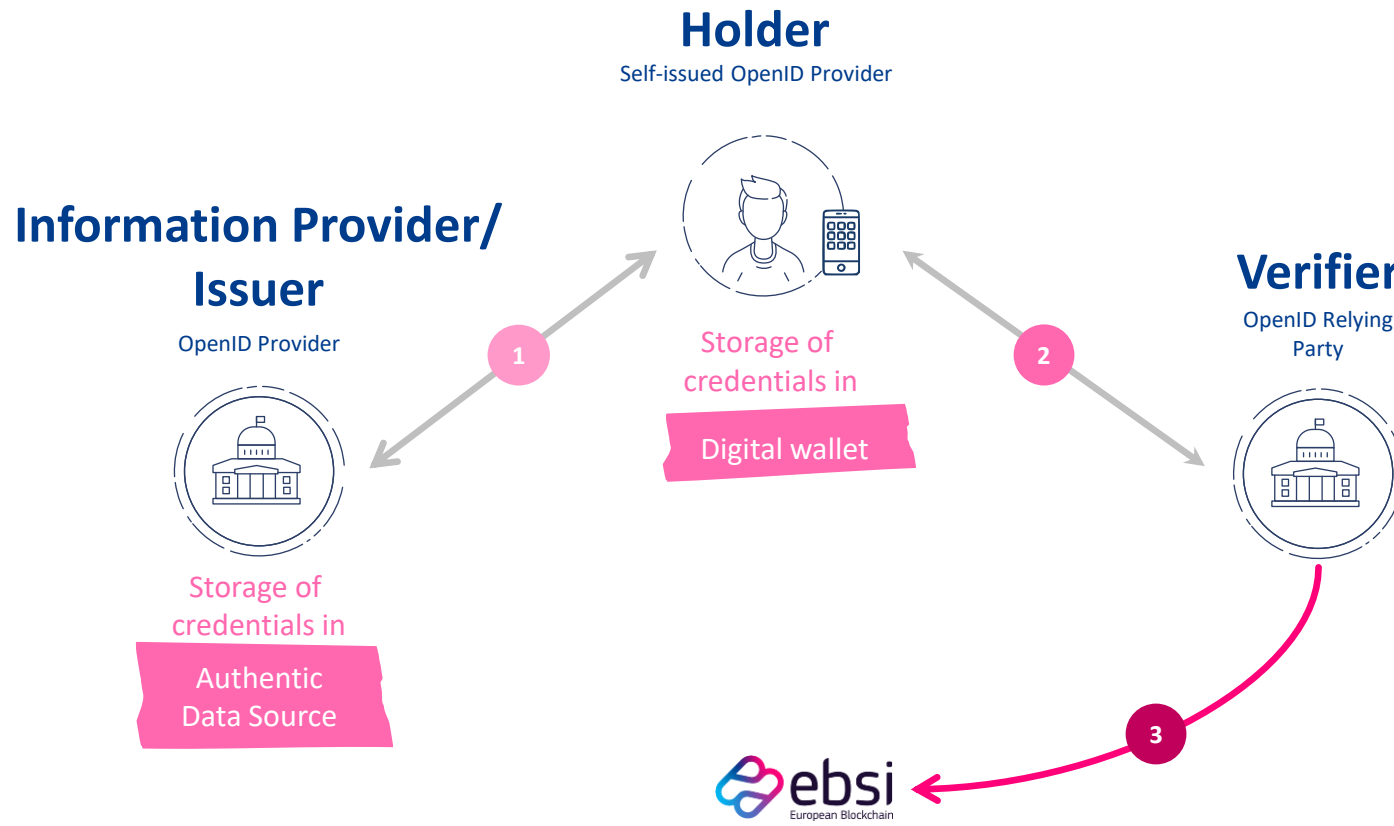 Holder
Self-issued OpenID Provider
Information Provider/
Issuer
OpenID Provider
1
Storage of
credentials in
Digital wallet
2
Verifier
OpenID Relying
Party
Storage of
credentials in
Authentic
Data Source
3
ebsi
European Blockchain